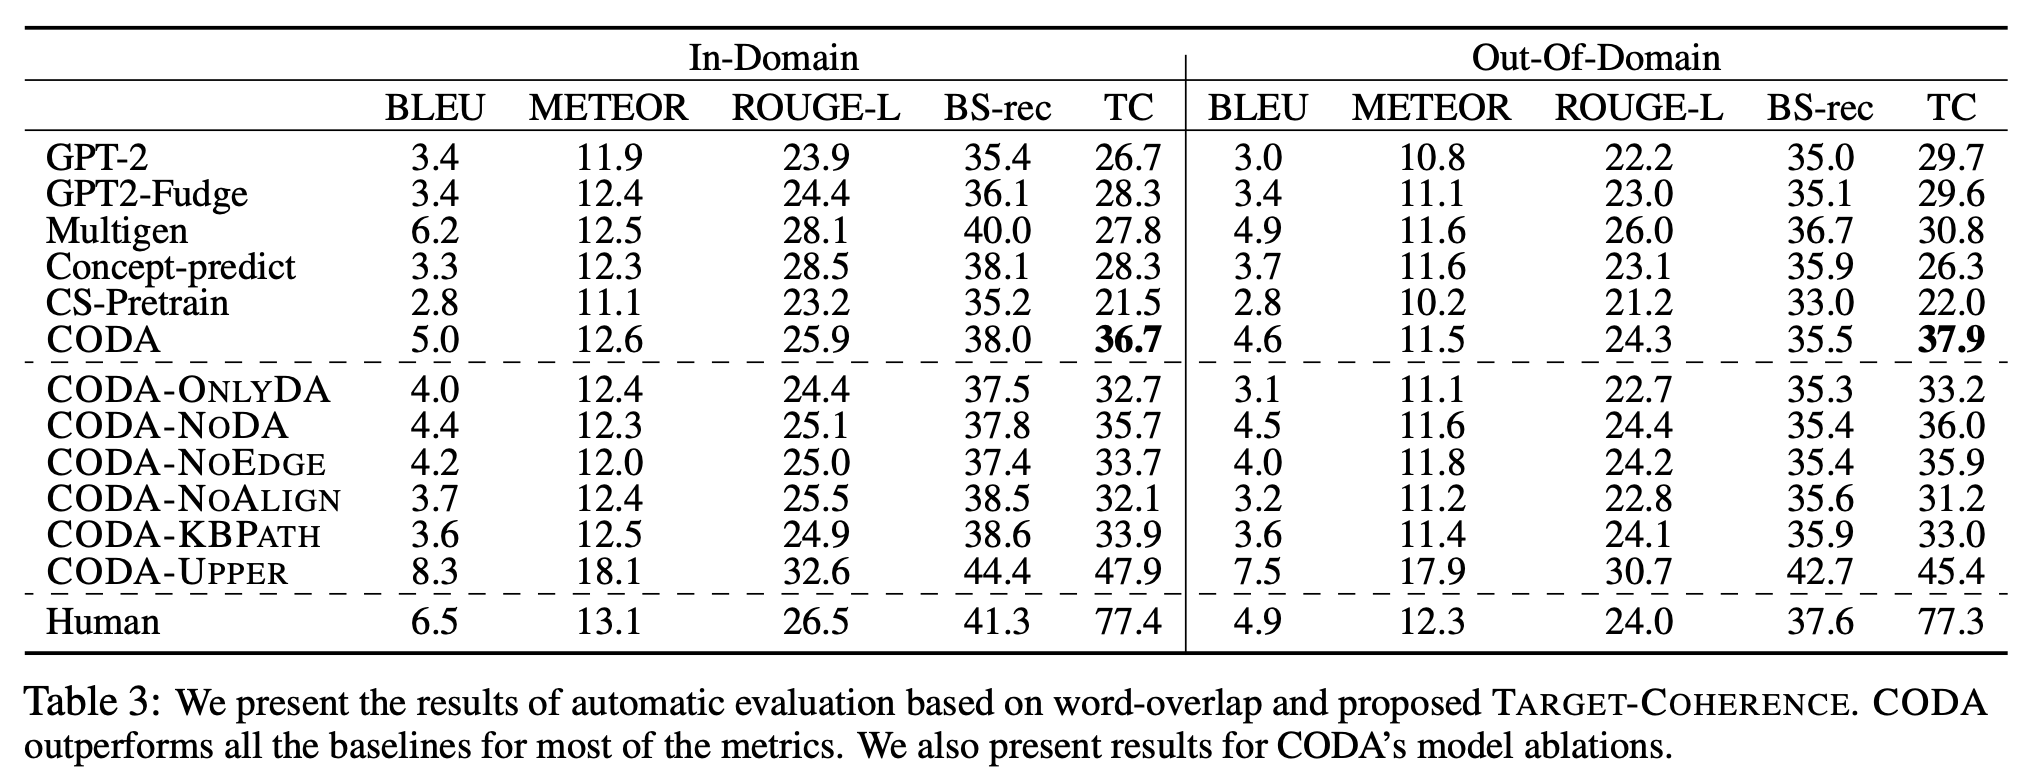 In-Domain Out-Of-Domain
BLEU METEOR ROUGE-L BS-rec TC BLEU METEOR ROUGE-L BS-rec TC
GPT-2 3.4 11.9 23.9 35.4 26.7 3.0 10.8 22.2 35.0 29.7
GPT2-Fudge 3.4 12.4 24.4 36.1 28.3 3.4 11.1 23.0 35.1 29.6
Multigen 6.2 12.5 28.1 40.0 27.8 4.9 11.6 26.0 36.7 30.8
Concept-predict 3.3 12.3 28.5 38.1 28.3 3.7 11.6 23.1 35.9 26.3
CS-Pretrain 2.8 11.1 23.2 35.2 21.5 2.8 10.2 21.2 33.0 22.0
CODA 5.0 12.6 25.9 38.0 36.7 4.6 11.5 24.3 35.5 37.9
CODA-ONLYDA 4.0 12.4 24.4 37.5 32.7 3.1 11.1 22.7 35.3 33.2
CODA-NODA 4.4 12.3 25.1 37.8 35.7 4.5 11.6 24.4 35.4 36.0
CODA-NOEDGE 4.2 12.0 25.0 37.4 33.7 4.0 11.8 24.2 35.4 35.9
CODA-NOALIGN 3.7 12.4 25.5 38.5 32.1 3.2 11.2 22.8 35.6 31.2
CODA-KBPATH 3.6 12.5 24.9 38.6 33.9 3.6 11.4 24.1 35.9 33.0
CODA-UPPER 8.3 18.1 32.6 44.4 47.9 7.5 17.9 30.7 42.7 45.4
Human 6.5 13.1 26.5 41.3 77.4 4.9 12.3 24.0 37.6 77.3
Table 3: We present the results of automatic evaluation based on word-overlap and proposed TARGET-COHERENCE. CODA
outperforms all the baselines for most of the metrics. We also present results for CODA's model ablations.